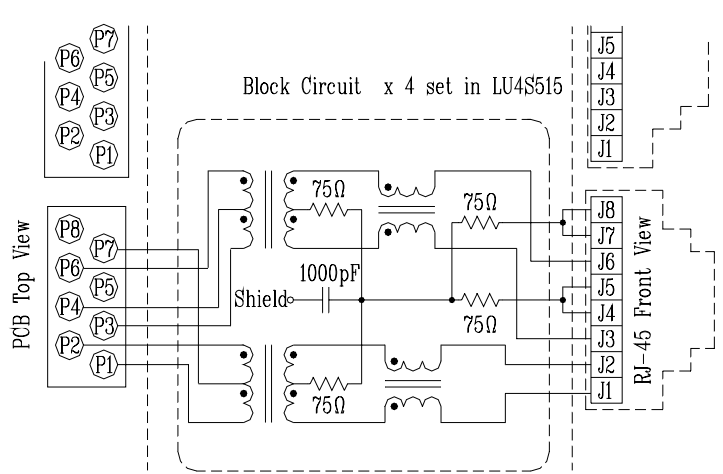 P7
P6
P5
P4
P3
P2
P1
J5
J4
J3
J2
J1
Block Circuit x 4 set in LU4S515
PCB Top View
P8
P7
P6
P5
P4
P3
P2
P1
75Ω
75Ω
1000pF
Shield
75Ω
75Ω
J8
J7
J6
J5
J4
J3
J2
J1
RJ-45 Front View